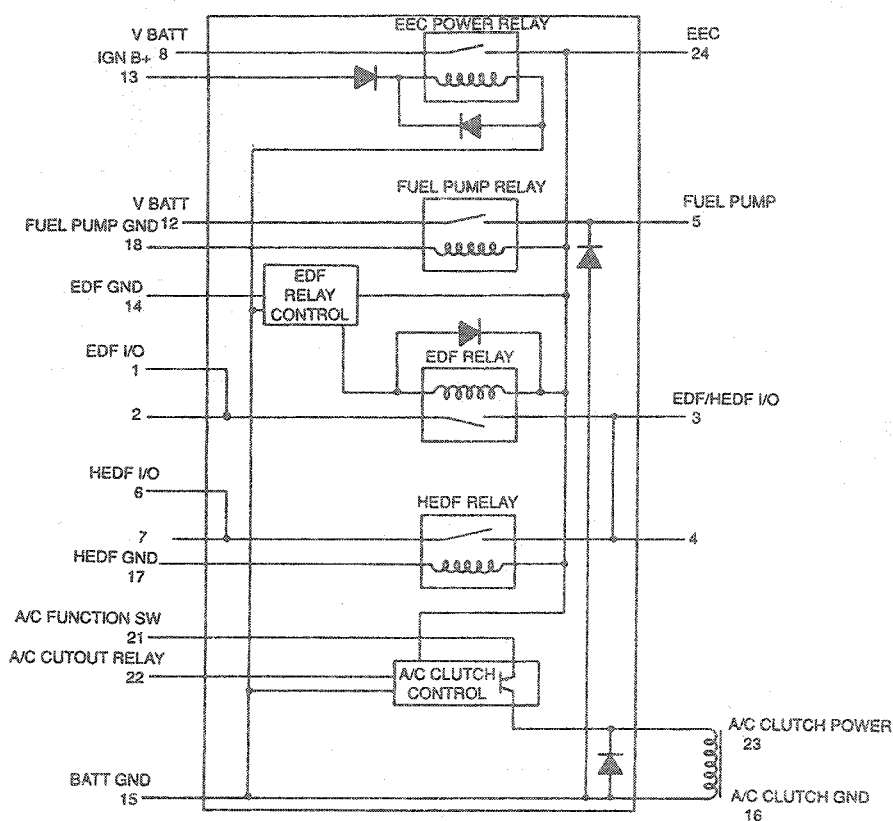 EEC POWER RELAY
V BATT
8
EEC
24
IGN B+
13
FUEL PUMP RELAY
V BATT
12
FUEL PUMP
5
FUEL PUMP GND
18
EDF GND
14
EDF
RELAY
CONTROL
EDF I/O
1
EDF RELAY
2
EDF/HEDF I/O
3
HEDF I/O
6
HEDF RELAY
7
4
HEDF GND
17
A/C FUNCTION SW
21
A/C CUTOUT RELAY
22
A/C CLUTCH
CONTROL
A/C CLUTCH POWER
23
BATT GND
15
A/C CLUTCH GND
16